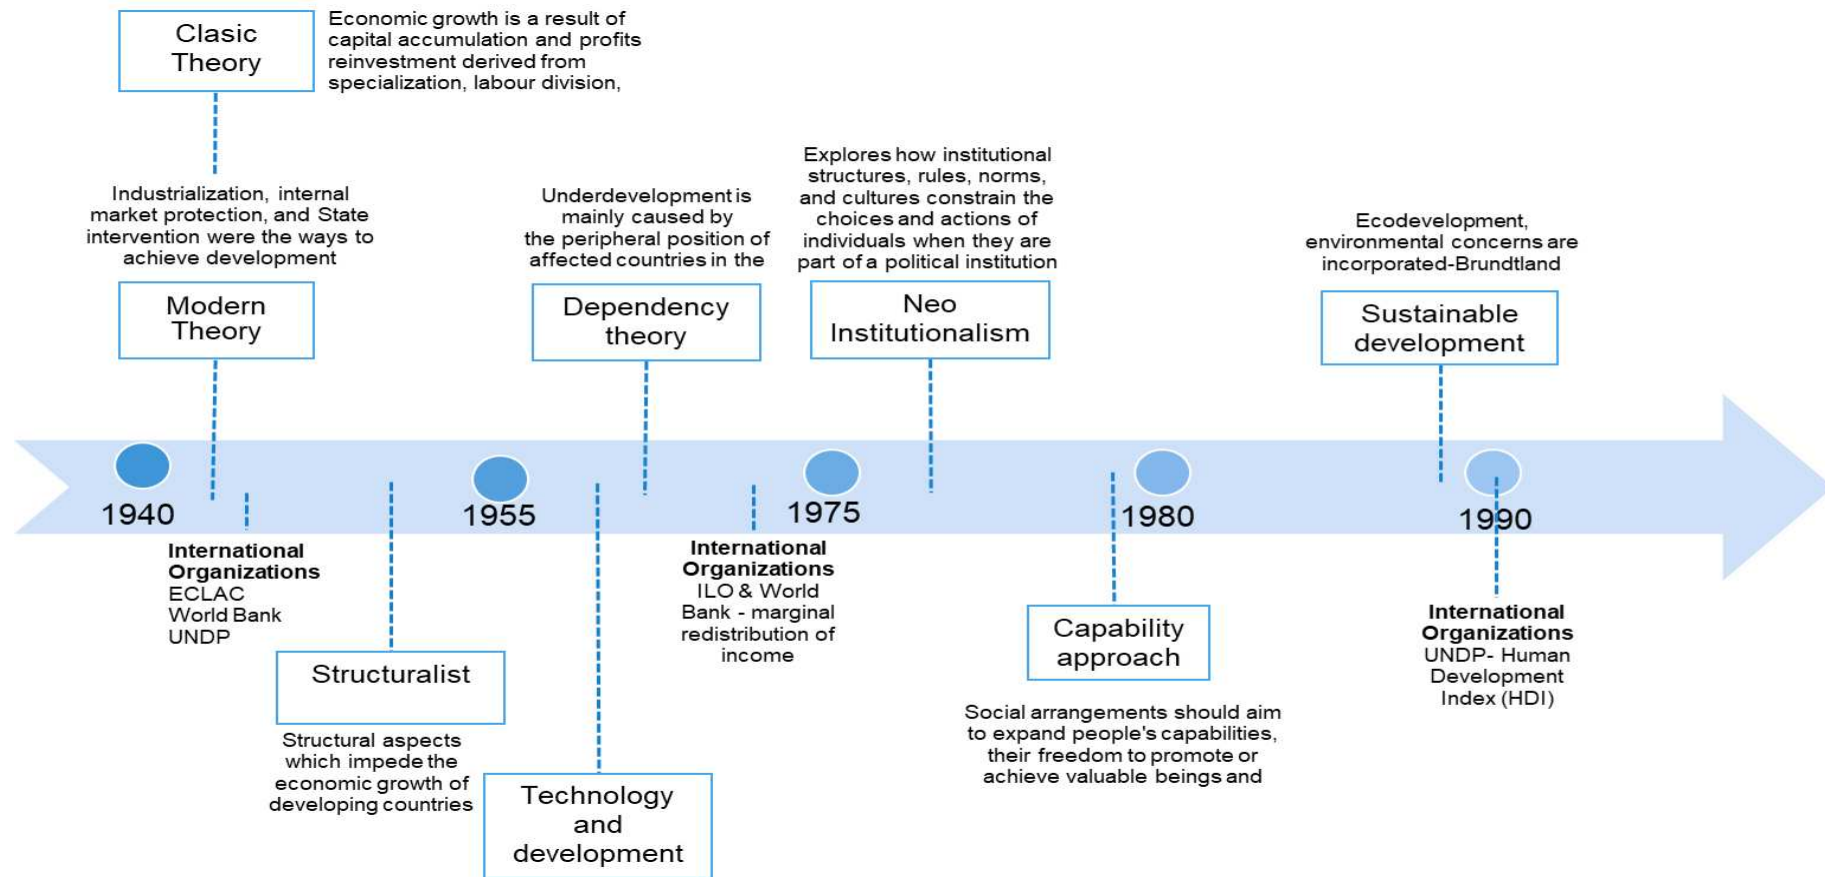 Clasic
Theory
Economic growth is a result of
capital accumulation and profits
reinvestment derived from
specialization, labour division,
Industrialization, internal
market protection, and State
intervention were the ways to
achieve development
Modern
Theory
Underdevelopment is
mainly caused by
the peripheral position of
affected countries in the
Dependency
theory
Explores how institutional
structures, rules, norms,
and cultures constrain the
choices and actions of
individuals when they are
part of a political institution
Neo
Institutionalism
Ecodevelopment,
environmental concerns are
incorporated-Brundtland
Sustainable
development
1940
1955
1975
1980
1990
International
Organizations
ECLAC
World Bank
UNDP
Structuralist
Structural aspects
which impede the
economic growth of
developing countries
Technology
and
development
International
Organizations
ILO & World
Bank - marginal
redistribution of
income
Capability
approach
Social arrangements should aim
to expand people's capabilities,
their freedom to promote or
achieve valuable beings and
International
Organizations
UNDP- Human
Development
Index (HDI)